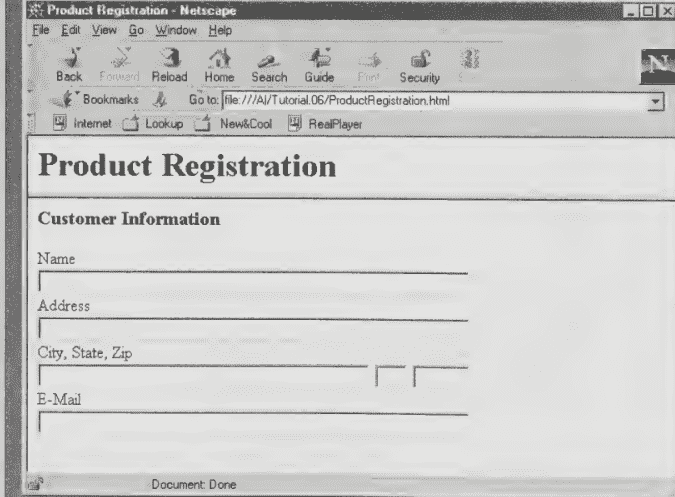 Product Registration - Netscape
File Edit View Go Window Help
Back Forward Reload Home Search Guide Print Security
Bookmarks Go to: file:///A|/Tutorial.06/ProductRegistration.html
Internet Lookup New&Cool RealPlayer
N
Product Registration
Customer Information
Name
Address
City, State, Zip
E-Mail
Document: Done